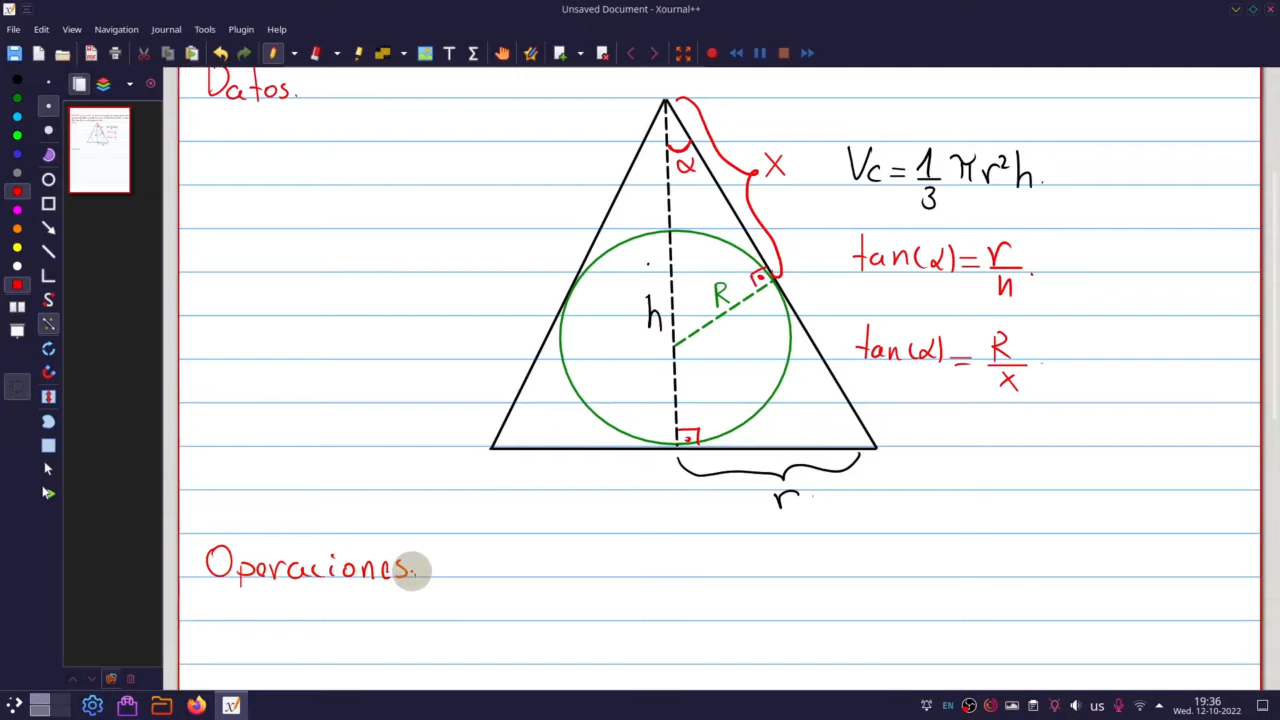 Unsaved Document - Xournal++
File Edit View Navigation Journal Tools Plugin Help
Datos.
α
X
Vc = 1/3 π r² h.
tan(α) = r/h.
R
h
tan(α) = R/x.
r
Operaciones.
EN
us
19:36
Wed. 12-10-2022